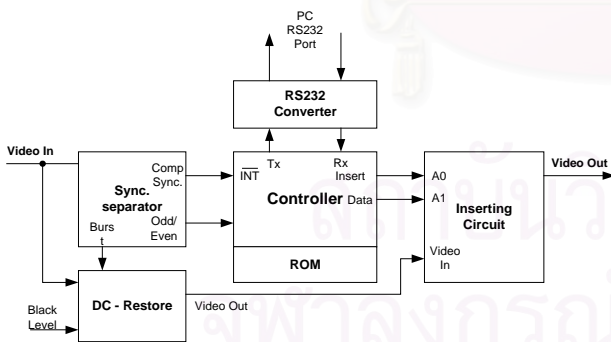 PC
RS232
Port
RS232
Converter
Video In
Comp
Sync.
Sync.
separator
Odd/
Even
Burs
t
INT
Tx
Rx
Insert
Controller
Data
ROM
A0
A1
Inserting
Circuit
Video
In
Video Out
DC - Restore
Video Out
Black
Level